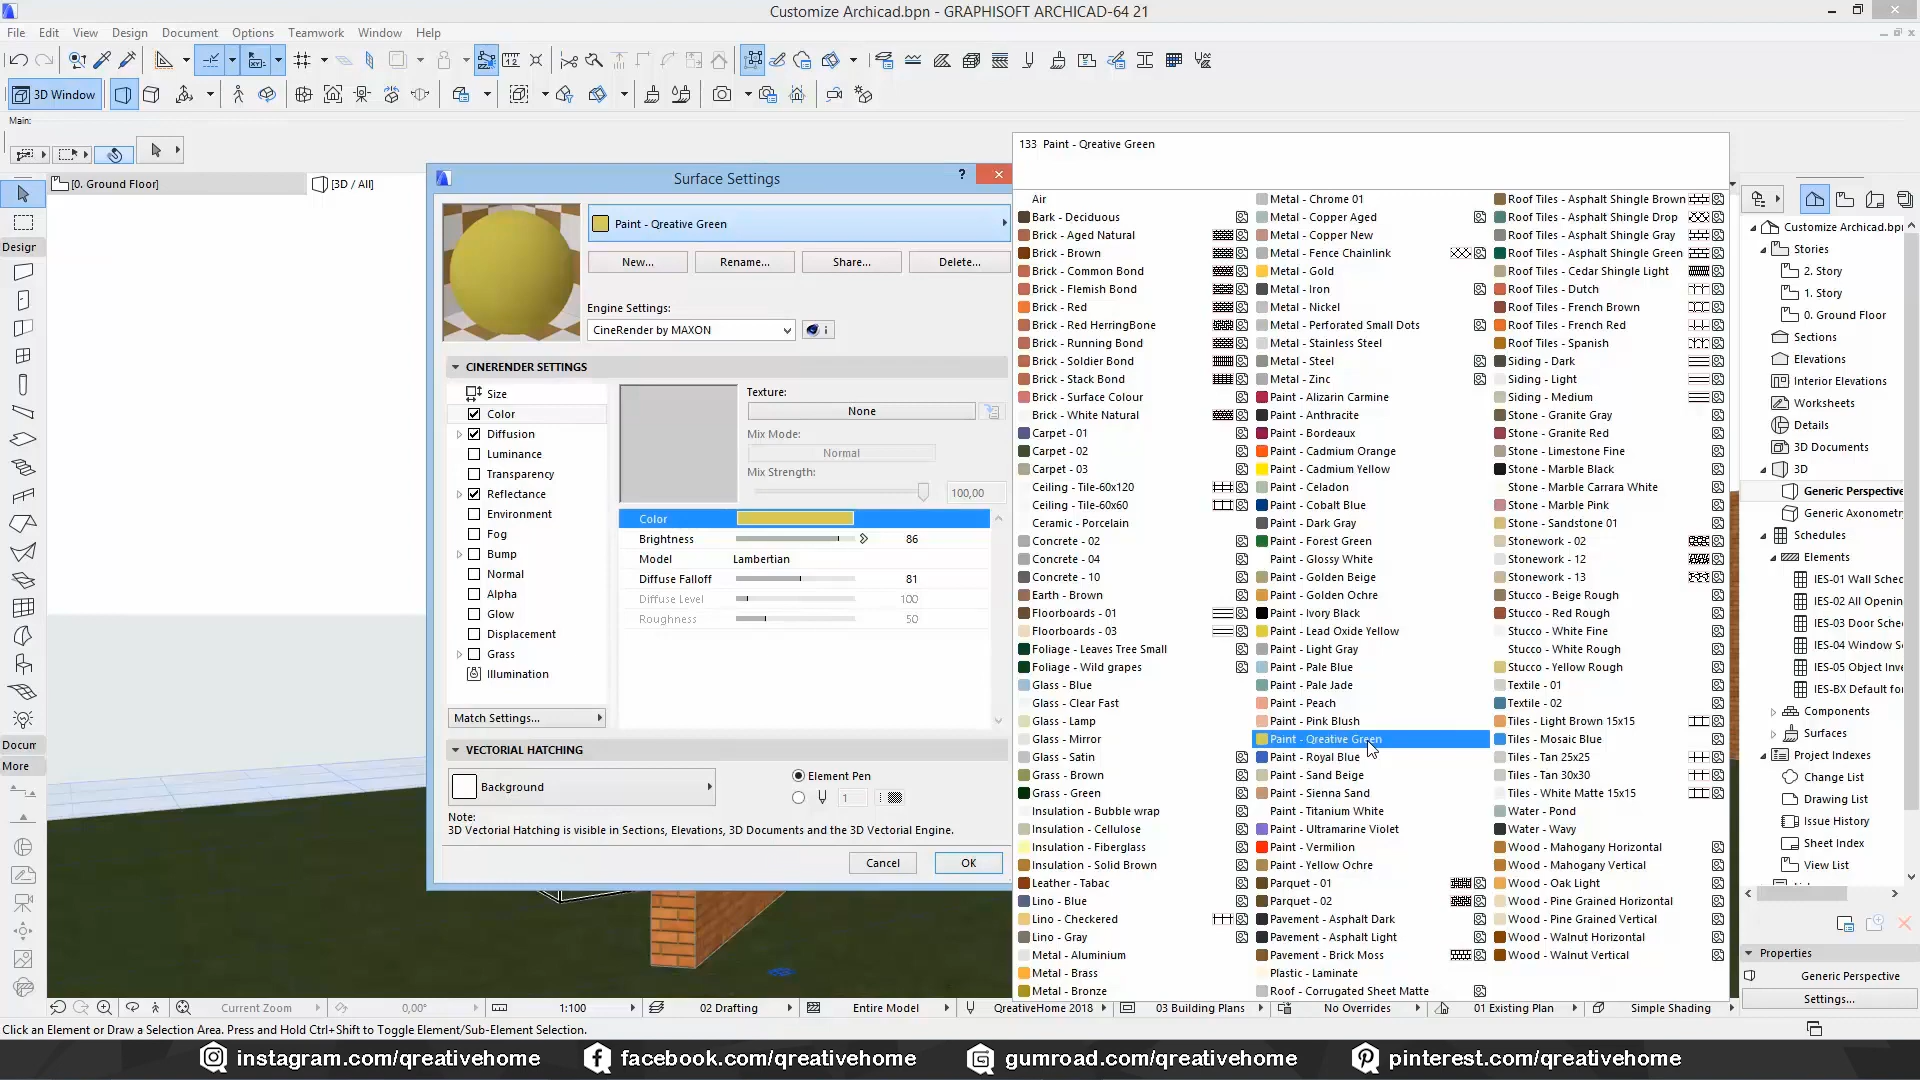 Customize Archicad.bpn - GRAPHISOFT ARCHICAD-64 21
File Edit View Design Document Options Teamwork Window Help
3D Window
Main:
[0. Ground Floor]
[3D / All]
Design
Docum
More
Surface Settings
?
Paint - Qreative Green
New...
Rename...
Share...
Delete...
Engine Settings:
CineRender by MAXON
i
CINERENDER SETTINGS
Size
Color
Diffusion
Luminance
Transparency
Reflectance
Environment
Fog
Bump
Normal
Alpha
Glow
Displacement
Grass
Illumination
Match Settings...
Texture:
None
Mix Mode:
Normal
Mix Strength:
100,00
Color
Brightness 86
Model Lambertian
Diffuse Falloff 81
Diffuse Level 100
Roughness 50
VECTORIAL HATCHING
Background
Element Pen
1
Note:
3D Vectorial Hatching is visible in Sections, Elevations, 3D Documents and the 3D Vectorial Engine.
Cancel
OK
133 Paint - Qreative Green
Air
Bark - Deciduous
Brick - Aged Natural
Brick - Brown
Brick - Common Bond
Brick - Flemish Bond
Brick - Red
Brick - Red HerringBone
Brick - Running Bond
Brick - Soldier Bond
Brick - Stack Bond
Brick - Surface Colour
Brick - White Natural
Carpet - 01
Carpet - 02
Carpet - 03
Ceiling - Tile-60x120
Ceiling - Tile-60x60
Ceramic - Porcelain
Concrete - 02
Concrete - 04
Concrete - 10
Earth - Brown
Floorboards - 01
Floorboards - 03
Foliage - Leaves Tree Small
Foliage - Wild grapes
Glass - Blue
Glass - Clear Fast
Glass - Lamp
Glass - Mirror
Glass - Satin
Grass - Brown
Grass - Green
Insulation - Bubble wrap
Insulation - Cellulose
Insulation - Fiberglass
Insulation - Solid Brown
Leather - Tabac
Lino - Blue
Lino - Checkered
Lino - Gray
Metal - Aluminium
Metal - Brass
Metal - Bronze
Metal - Chrome 01
Metal - Copper Aged
Metal - Copper New
Metal - Fence Chainlink
Metal - Gold
Metal - Iron
Metal - Nickel
Metal - Perforated Small Dots
Metal - Stainless Steel
Metal - Steel
Metal - Zinc
Paint - Alizarin Carmine
Paint - Anthracite
Paint - Bordeaux
Paint - Cadmium Orange
Paint - Cadmium Yellow
Paint - Celadon
Paint - Cobalt Blue
Paint - Dark Gray
Paint - Forest Green
Paint - Glossy White
Paint - Golden Beige
Paint - Golden Ochre
Paint - Ivory Black
Paint - Lead Oxide Yellow
Paint - Light Gray
Paint - Pale Blue
Paint - Pale Jade
Paint - Peach
Paint - Pink Blush
Paint - Qreative Green
Paint - Royal Blue
Paint - Sand Beige
Paint - Sienna Sand
Paint - Titanium White
Paint - Ultramarine Violet
Paint - Vermilion
Paint - Yellow Ochre
Parquet - 01
Parquet - 02
Pavement - Asphalt Dark
Pavement - Asphalt Light
Pavement - Brick Moss
Plastic - Laminate
Roof - Corrugated Sheet Matte
Roof Tiles - Asphalt Shingle Brown
Roof Tiles - Asphalt Shingle Drop
Roof Tiles - Asphalt Shingle Gray
Roof Tiles - Asphalt Shingle Green
Roof Tiles - Cedar Shingle Light
Roof Tiles - Dutch
Roof Tiles - French Brown
Roof Tiles - French Red
Roof Tiles - Spanish
Siding - Dark
Siding - Light
Siding - Medium
Stone - Granite Gray
Stone - Granite Red
Stone - Limestone Fine
Stone - Marble Black
Stone - Marble Carrara White
Stone - Marble Pink
Stone - Sandstone 01
Stonework - 02
Stonework - 12
Stonework - 13
Stucco - Beige Rough
Stucco - Red Rough
Stucco - White Fine
Stucco - White Rough
Stucco - Yellow Rough
Textile - 01
Textile - 02
Tiles - Light Brown 15x15
Tiles - Mosaic Blue
Tiles - Tan 25x25
Tiles - Tan 30x30
Tiles - White Matte 15x15
Water - Pond
Water - Wavy
Wood - Mahogany Horizontal
Wood - Mahogany Vertical
Wood - Oak Light
Wood - Pine Grained Horizontal
Wood - Pine Grained Vertical
Wood - Walnut Horizontal
Wood - Walnut Vertical
Customize Archicad.bpn
Stories
2. Story
1. Story
0. Ground Floor
Sections
Elevations
Interior Elevations
Worksheets
Details
3D Documents
3D
Generic Perspective
Generic Axonometr
Schedules
Elements
IES-01 Wall Sched
IES-02 All Opening
IES-03 Door Sche
IES-04 Window S
IES-05 Object Inve
IES-BX Default for
Components
Surfaces
Project Indexes
Change List
Drawing List
Issue History
Sheet Index
View List
Properties
Generic Perspective
Settings...
Current Zoom
0,00°
1:100
02 Drafting
Entire Model
QreativeHome 2018
03 Building Plans
No Overrides
01 Existing Plan
Simple Shading
Click an Element or Draw a Selection Area. Press and Hold Ctrl+Shift to Toggle Element/Sub-Element Selection.
instagram.com/qreativehome facebook.com/qreativehome gumroad.com/qreativehome pinterest.com/qreativehome